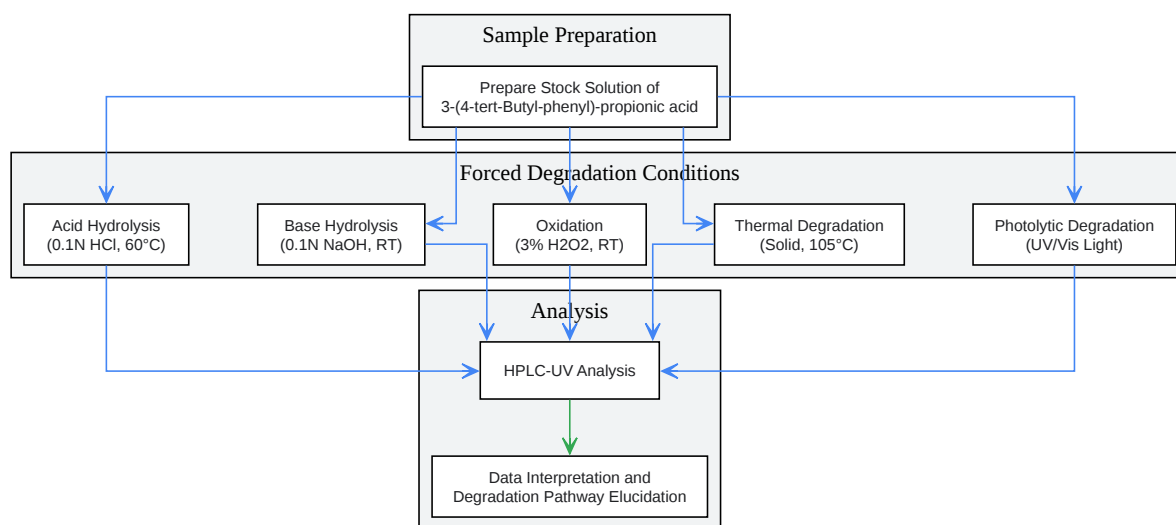 Sample Preparation
Prepare Stock Solution of
3-(4-tert-Butyl-phenyl)-propionic acid
Forced Degradation Conditions
Acid Hydrolysis
(0.1N HCl, 60°C)
Base Hydrolysis
(0.1N NaOH, RT)
Oxidation
(3% H2O2, RT)
Thermal Degradation
(Solid, 105°C)
Photolytic Degradation
(UV/Vis Light)
Analysis
HPLC-UV Analysis
Data Interpretation and
Degradation Pathway Elucidation